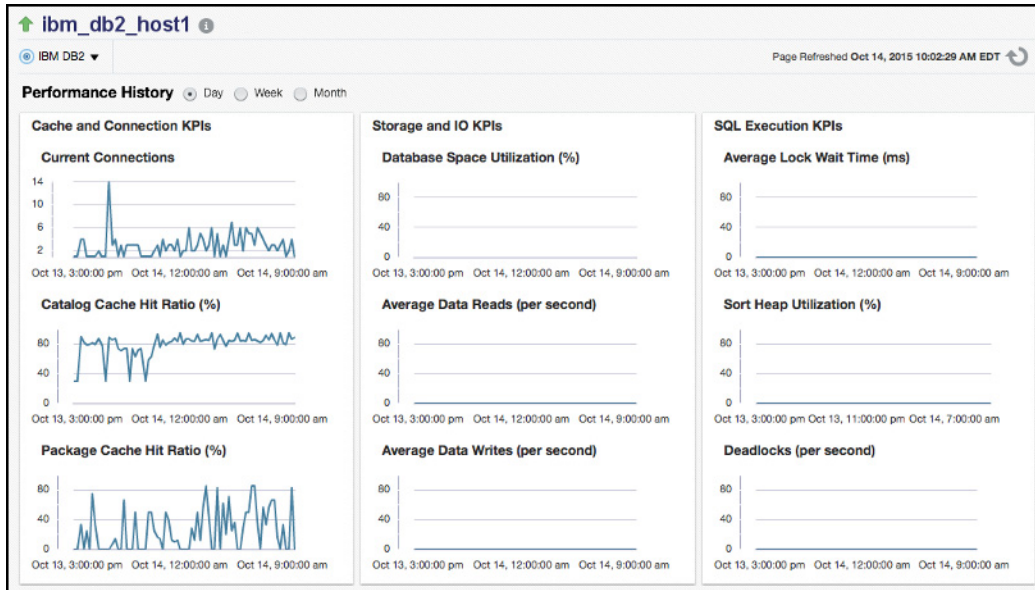 ibm_db2_host1
IBM DB2
Page Refreshed Oct 14, 2015 10:02:29 AM EDT
Performance History Day Week Month
Cache and Connection KPIs
Current Connections
14
10
6
2
Oct 13, 3:00:00 pm Oct 14, 12:00:00 am Oct 14, 9:00:00 am
Catalog Cache Hit Ratio (%)
80
40
0
Oct 13, 3:00:00 pm Oct 14, 12:00:00 am Oct 14, 9:00:00 am
Package Cache Hit Ratio (%)
80
40
0
Oct 13, 3:00:00 pm Oct 14, 12:00:00 am Oct 14, 9:00:00 am
Storage and IO KPIs
Database Space Utilization (%)
80
40
0
Oct 13, 3:00:00 pm Oct 14, 12:00:00 am Oct 14, 9:00:00 am
Average Data Reads (per second)
80
40
0
Oct 13, 3:00:00 pm Oct 14, 12:00:00 am Oct 14, 9:00:00 am
Average Data Writes (per second)
80
40
0
Oct 13, 3:00:00 pm Oct 14, 12:00:00 am Oct 14, 9:00:00 am
SQL Execution KPIs
Average Lock Wait Time (ms)
80
40
0
Oct 13, 3:00:00 pm Oct 14, 12:00:00 am Oct 14, 9:00:00 am
Sort Heap Utilization (%)
80
40
0
Oct 13, 3:00:00 pm Oct 13, 11:00:00 pm Oct 14, 7:00:00 am
Deadlocks (per second)
80
40
0
Oct 13, 3:00:00 pm Oct 14, 12:00:00 am Oct 14, 9:00:00 am